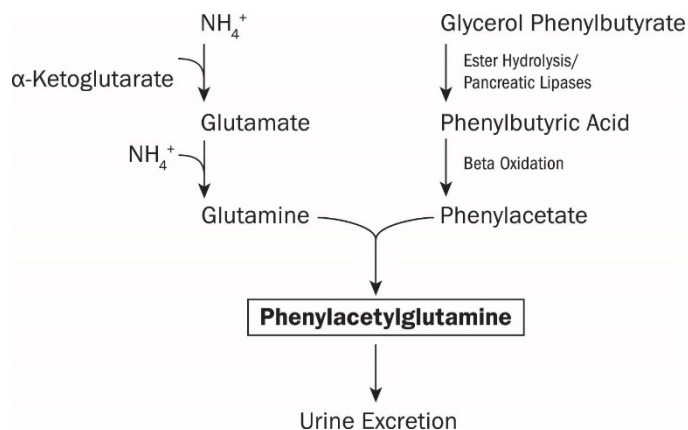 NH₄⁺
Glycerol Phenylbutyrate
α-Ketoglutarate
Ester Hydrolysis/
Pancreatic Lipases
Glutamate
Phenylbutyric Acid
NH₄⁺
Beta Oxidation
Glutamine
Phenylacetate
Phenylacetylglutamine
Urine Excretion